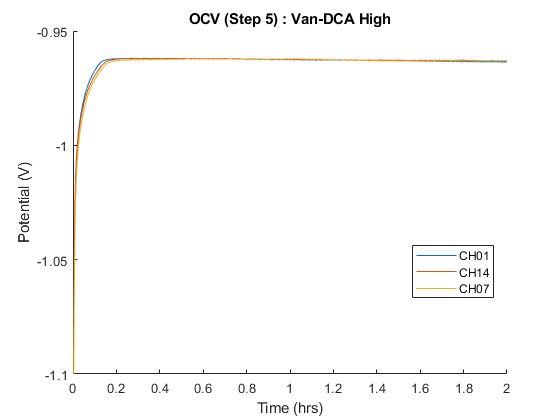 OCV (Step 5) : Van-DCA High
-0.95
-1
-1.05
-1.1
Potential (V)
0 0.2 0.4 0.6 0.8 1 1.2 1.4 1.6 1.8 2
Time (hrs)
CH01
CH14
CH07